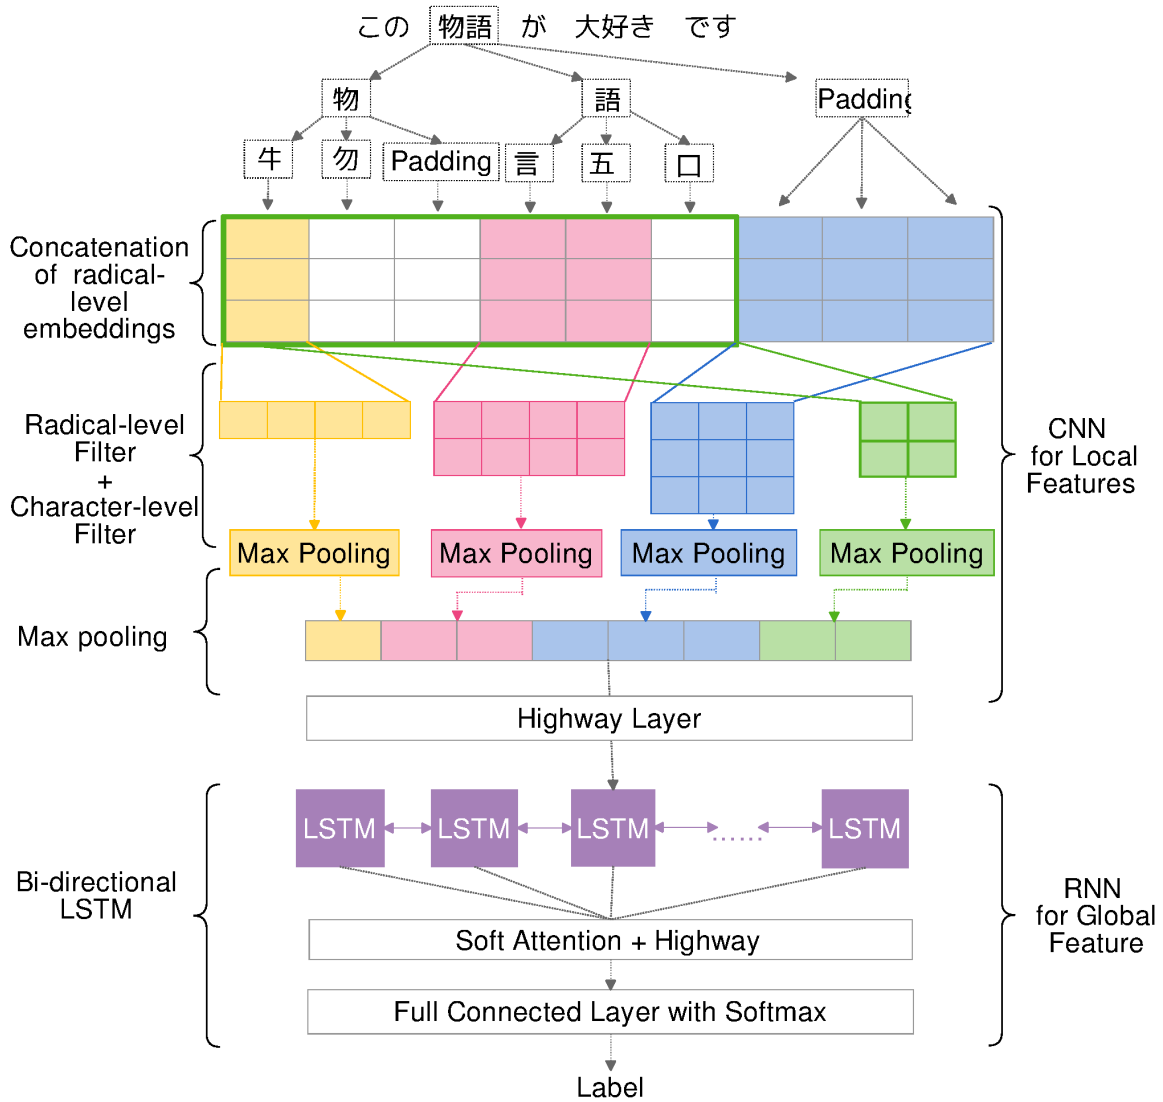 この 物語 が 大好き です
物 語 Padding
牛 勿 Padding 言 五 口
Concatenation
of radical-
level
embeddings
Radical-level
Filter
+
Character-level
Filter
CNN
for Local
Features
Max Pooling Max Pooling Max Pooling Max Pooling
Max pooling
Highway Layer
LSTM LSTM LSTM ...... LSTM
Bi-directional
LSTM
RNN
for Global
Feature
Soft Attention + Highway
Full Connected Layer with Softmax
Label